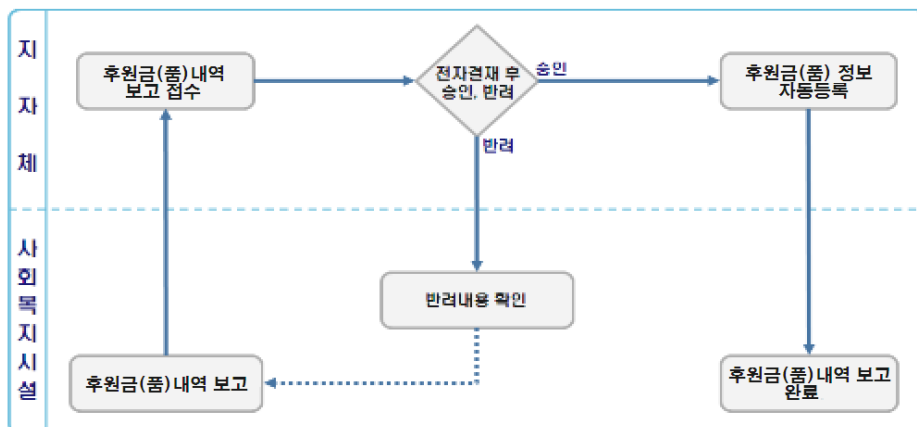 지자체
후원금(품)내역
보고 접수
전자결재 후
승인, 반려
승인
후원금(품) 정보
자동등록
반려
사회복지시설
반려내용 확인
후원금(품)내역 보고
후원금(품)내역 보고
완료